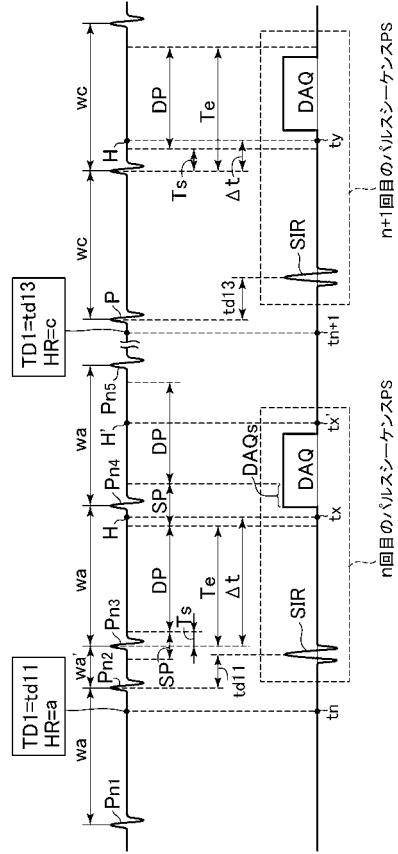 TD1=td11
HR=a
TD1=td13
HR=c
wa
wa'
wa
wa
wc
wc
Pn1
Pn2
Pn3
Pn4
Pn5
P
H
H'
H
SP
Ts
DP
SP
DP
Ts
DP
td11
Te
Δt
td13
Δt
Te
SIR
DAQs
DAQ
SIR
DAQ
tn
tx
tx'
tn+1
ty
n回目のパルスシーケンスPS
n+1回目のパルスシーケンスPS